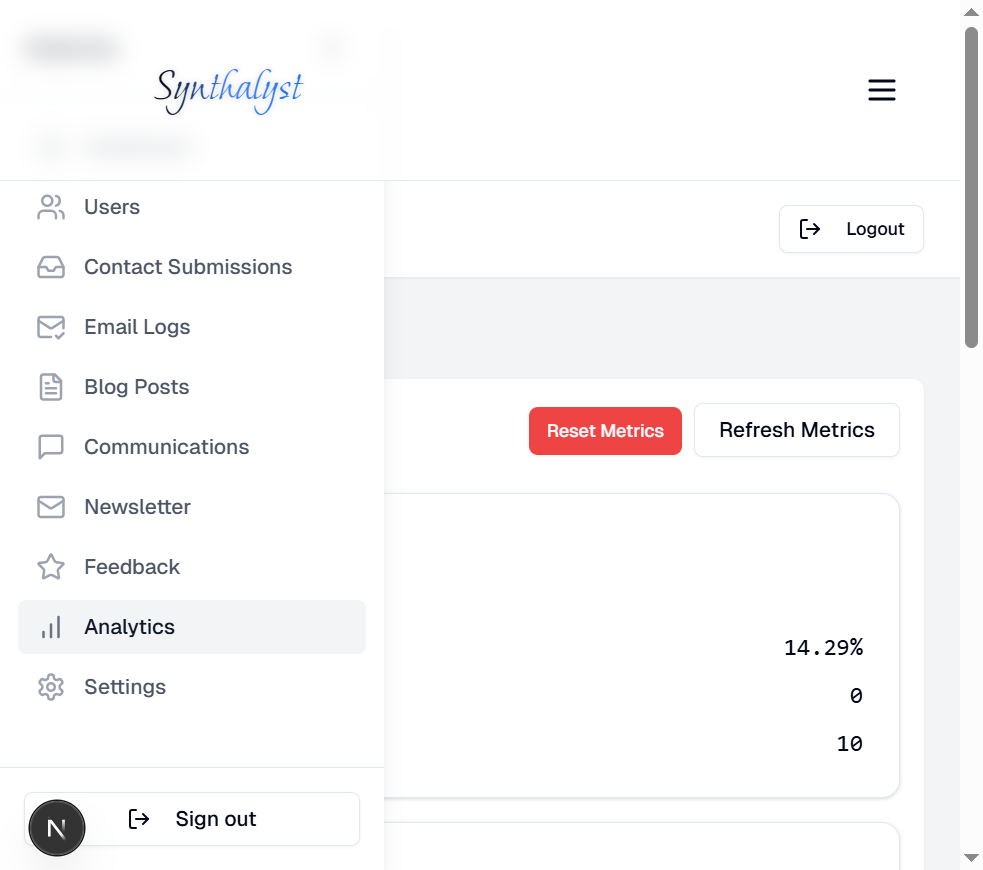 Synthalyst
Users
Logout
Contact Submissions
Email Logs
Blog Posts
Communications
Reset Metrics
Refresh Metrics
Newsletter
Feedback
Analytics
14.29%
Settings
0
10
Sign out
N